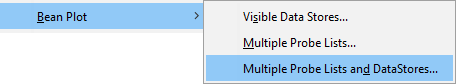 Bean Plot
Visible Data Stores...
Multiple Probe Lists...
Multiple Probe Lists and DataStores...